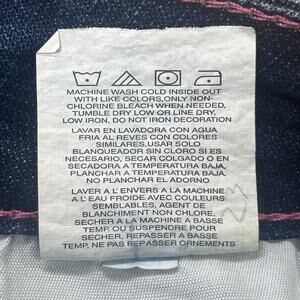 MACHINE WASH COLD INSIDE OUT
WITH LIKE COLORS,ONLY NON-
CHLORINE BLEACH WHEN NEEDED,
TUMBLE DRY LOW OR LINE DRY,
LOW IRON, DO NOT IRON DECORATION
LAVAR EN LAVADORA CON AGUA
FRIA AL REVES CON COLORES
SIMILARES,USAR SOLO
BLANQUEADOR SIN CLORO SI ES
NECESARIO, SECAR COLGADO O EN
SECADORA A TEMPERATURA BAJA,
PLANCHAR A TEMPERATURA BAJA,
NO PLANCHAR EL ADORNO
LAVER A L' ENVERS A LA MACHINE
A L'EAU FROIDE AVEC COULEURS
SEMBLABLES, AGENT DE
BLANCHIMENT NON CHLORE,
SECHER A LA MACHINE A BASSE
TEMP. OU SUSPENDRE POUR
SECHER, REPASSER A BASSE
TEMP, NE PAS REPASSER ORNEMENTS